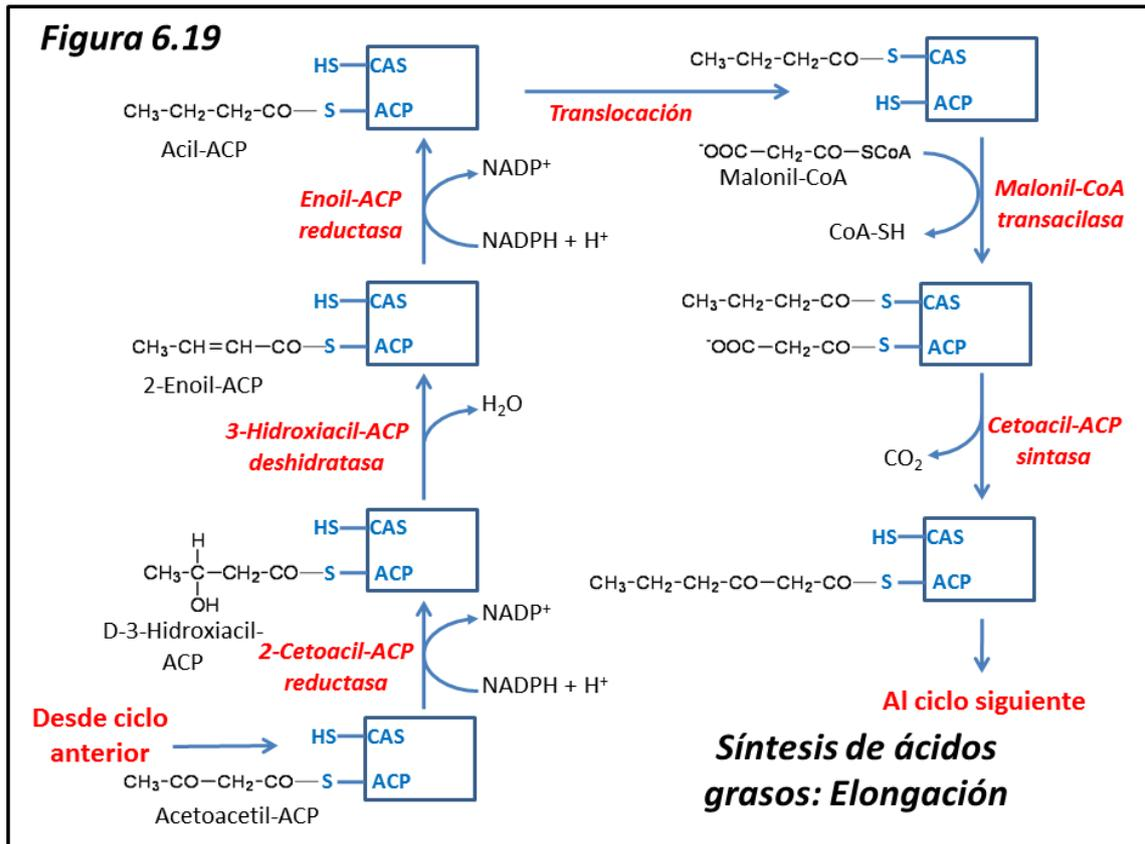 Figura 6.19
HS—CAS
CH₃-CH₂-CH₂-CO—S—ACP
Acil-ACP
Translocación
CH₃-CH₂-CH₂-CO—S—CAS
HS—ACP
Enoil-ACP
reductasa
NADP⁺
NADPH + H⁺
⁻OOC—CH₂—CO—SCoA
Malonil-CoA
CoA-SH
Malonil-CoA
transacilasa
HS—CAS
CH₃-CH=CH—CO—S—ACP
2-Enoil-ACP
CH₃-CH₂-CH₂-CO—S—CAS
⁻OOC—CH₂-CO—S—ACP
3-Hidroxiacil-ACP
deshidratasa
H₂O
CO₂
Cetoacil-ACP
sintasa
HS—CAS
H
CH₃-C—CH₂-CO—S—ACP
OH
D-3-Hidroxiacil-
ACP
HS—CAS
CH₃-CH₂-CH₂-CO—CH₂-CO—S—ACP
2-Cetoacil-ACP
reductasa
NADP⁺
NADPH + H⁺
Desde ciclo
anterior
HS—CAS
CH₃-CO—CH₂-CO—S—ACP
Acetoacetil-ACP
Al ciclo siguiente
Síntesis de ácidos
grasos: Elongación